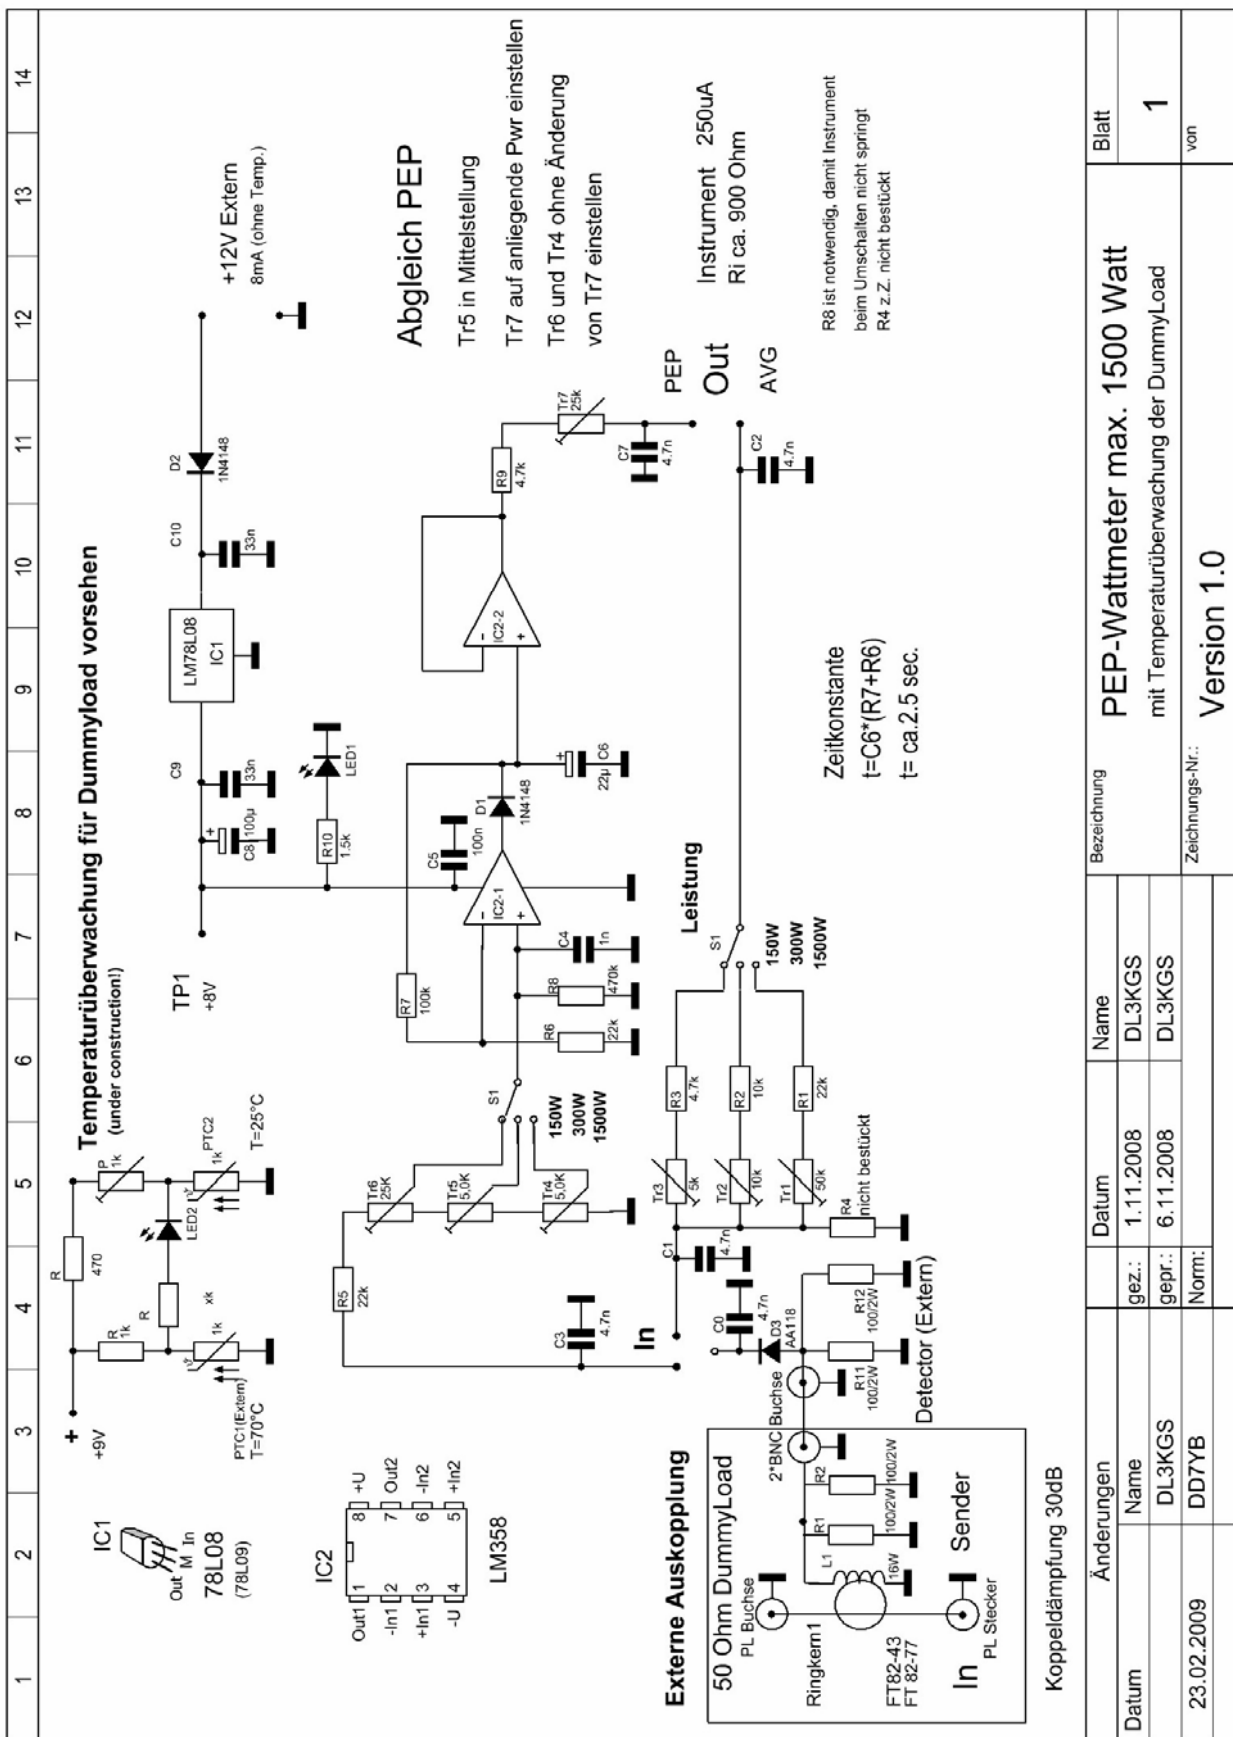 1 2 3 4 5 6 7 8 9 10 11 12 13 14
IC1
Out M In
78L08
(78L09)
+
+9V
R
1k
R
470
R
xk
PTC1(Extern)
T=70°C
1k
LED2
P
1k
1k
PTC2
T=25°C
Temperaturüberwachung für Dummyload vorsehen
(under construction!)
TP1
+8V
C8
100µ
+
C9
33n
R10
1.5k
LED1
LM78L08
IC1
C10
33n
D2
1N4148
+12V Extern
8mA (ohne Temp.)
IC2
Out1 1 8 +U
-In1 2 7 Out2
+In1 3 6 -In2
-U 4 5 +In2
LM358
R5
22k
C3
4.7n
In
Tr6
25K
Tr5
5,0K
Tr4
5,0K
S1
150W
300W
1500W
R7
100k
R6
22k
R8
470k
C4
1n
C5
100n
IC2-1
-
+
D1
1N4148
22µ
+
C6
IC2-2
-
+
R9
4.7k
Tr7
25k
C7
4.7n
PEP
Out
AVG
C2
4.7n
Abgleich PEP
Tr5 in Mittelstellung
Tr7 auf anliegende Pwr einstellen
Tr6 und Tr4 ohne Änderung
von Tr7 einstellen
Instrument 250uA
Ri ca. 900 Ohm
R8 ist notwendig, damit Instrument
beim Umschalten nicht springt
R4 z.Z. nicht bestückt
Zeitkonstante
t=C6*(R7+R6)
t= ca.2.5 sec.
Leistung
S1
150W
300W
1500W
Tr3
5k
R3
4.7k
Tr2
10k
R2
10k
Tr1
50k
R1
22k
R4
nicht bestückt
C1
4.7n
C0
4.7n
D3
AA118
R11
100/2W
R12
100/2W
Detector (Extern)
Externe Auskopplung
50 Ohm DummyLoad
PL Buchse
2*BNC Buchse
Ringkern1
L1
16W
R1
100/2W
R2
100/2W
FT82-43
FT 82-77
In
Sender
PL Stecker
Koppeldämpfung 30dB
Änderungen
Datum Name
DL3KGS
23.02.2009 DD7YB
Datum Name
gez.: 1.11.2008 DL3KGS
gepr.: 6.11.2008 DL3KGS
Norm:
Bezeichnung
PEP-Wattmeter max. 1500 Watt
mit Temperaturüberwachung der DummyLoad
Zeichnungs-Nr.:
Version 1.0
Blatt
1
von